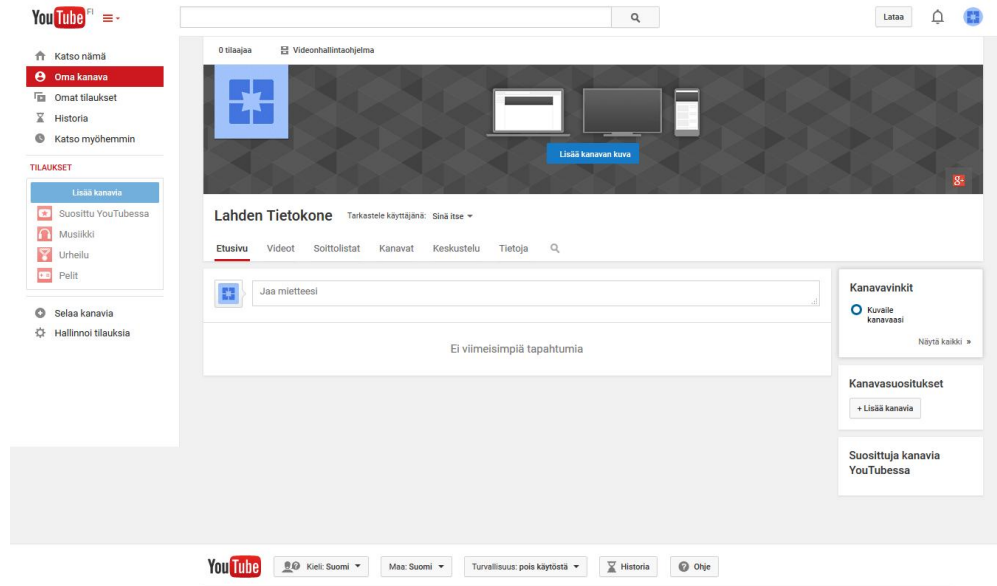 YouTube FI
Lataa
Katso nämä
Oma kanava
Omat tilaukset
Historia
Katso myöhemmin
TILAUKSET
Lisää kanavia
Suosittu YouTubessa
Musiikki
Urheilu
Pelit
Selaa kanavia
Hallinnoi tilauksia
0 tilaajaa Videonhallintaohjelma
Lisää kanavan kuva
g+
Lahden Tietokone Tarkastele käyttäjänä: Sinä itse
Etusivu Videot Soittolistat Kanavat Keskustelu Tietoja
Jaa mietteesi
Ei viimeisimpiä tapahtumia
Kanavavinkit
Kuvaile
kanavaasi
Näytä kaikki »
Kanavasuositukset
+ Lisää kanavia
Suosittuja kanavia
YouTubessa
YouTube Kieli: Suomi Maa: Suomi Turvallisuus: pois käytöstä Historia Ohje